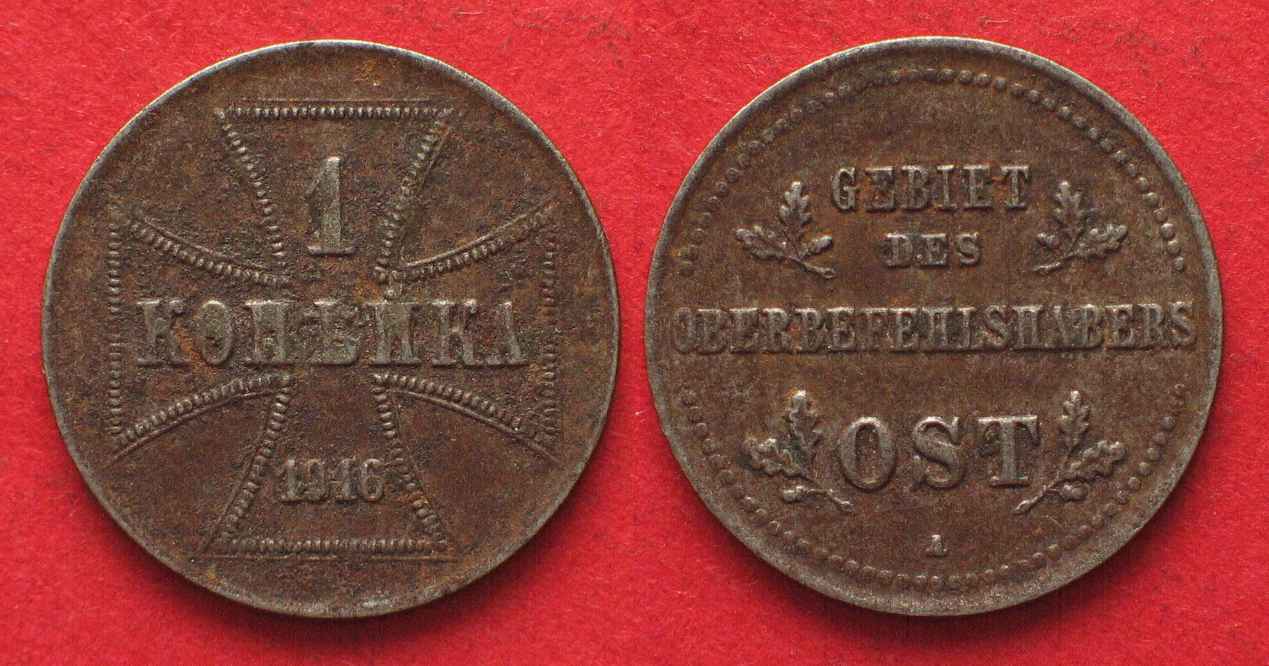 1
КОПѢЙКА
1916
GEBIET
DES
OBERBEFEHLSHABERS
OST
A